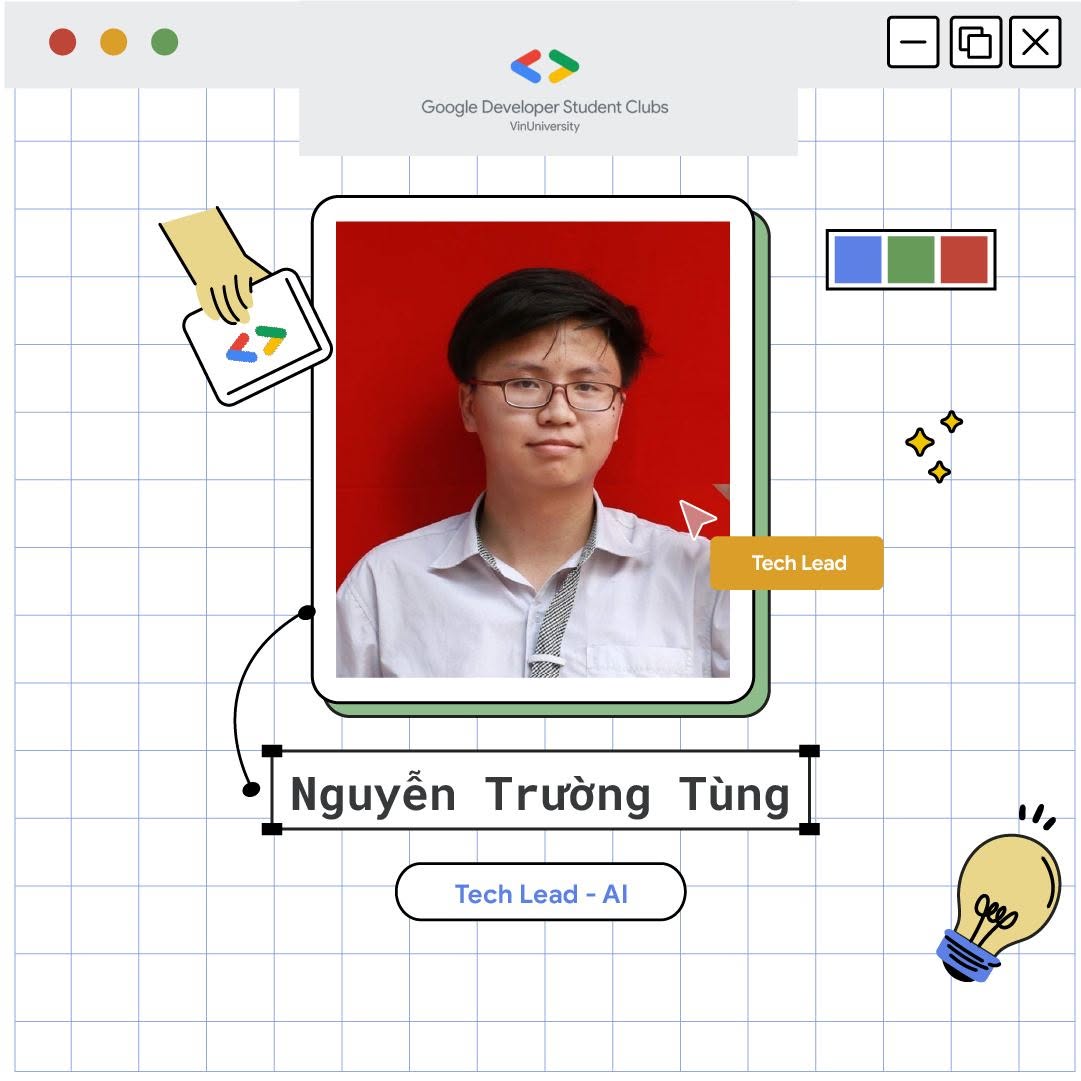 Google Developer Student Clubs
VinUniversity
Tech Lead
Nguyễn Trường Tùng
Tech Lead - AI